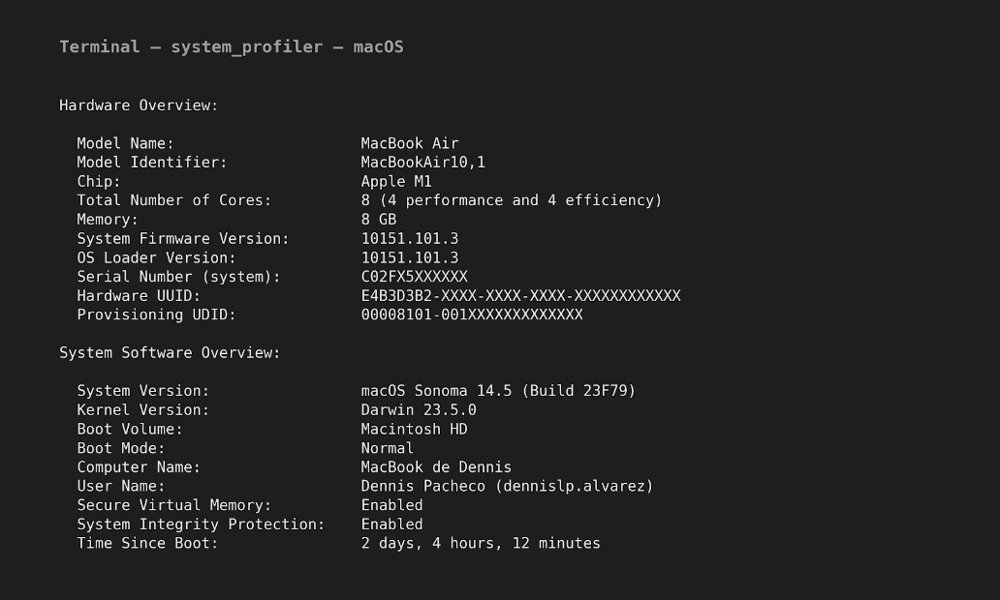 Terminal — system_profiler — macOS
Hardware Overview:
Model Name: MacBook Air
Model Identifier: MacBookAir10,1
Chip: Apple M1
Total Number of Cores: 8 (4 performance and 4 efficiency)
Memory: 8 GB
System Firmware Version: 10151.101.3
OS Loader Version: 10151.101.3
Serial Number (system): C02FX5XXXXXX
Hardware UUID: E4B3D3B2-XXXX-XXXX-XXXX-XXXXXXXXXXXX
Provisioning UDID: 00008101-001XXXXXXXXXXXXX
System Software Overview:
System Version: macOS Sonoma 14.5 (Build 23F79)
Kernel Version: Darwin 23.5.0
Boot Volume: Macintosh HD
Boot Mode: Normal
Computer Name: MacBook de Dennis
User Name: Dennis Pacheco (dennislp.alvarez)
Secure Virtual Memory: Enabled
System Integrity Protection: Enabled
Time Since Boot: 2 days, 4 hours, 12 minutes